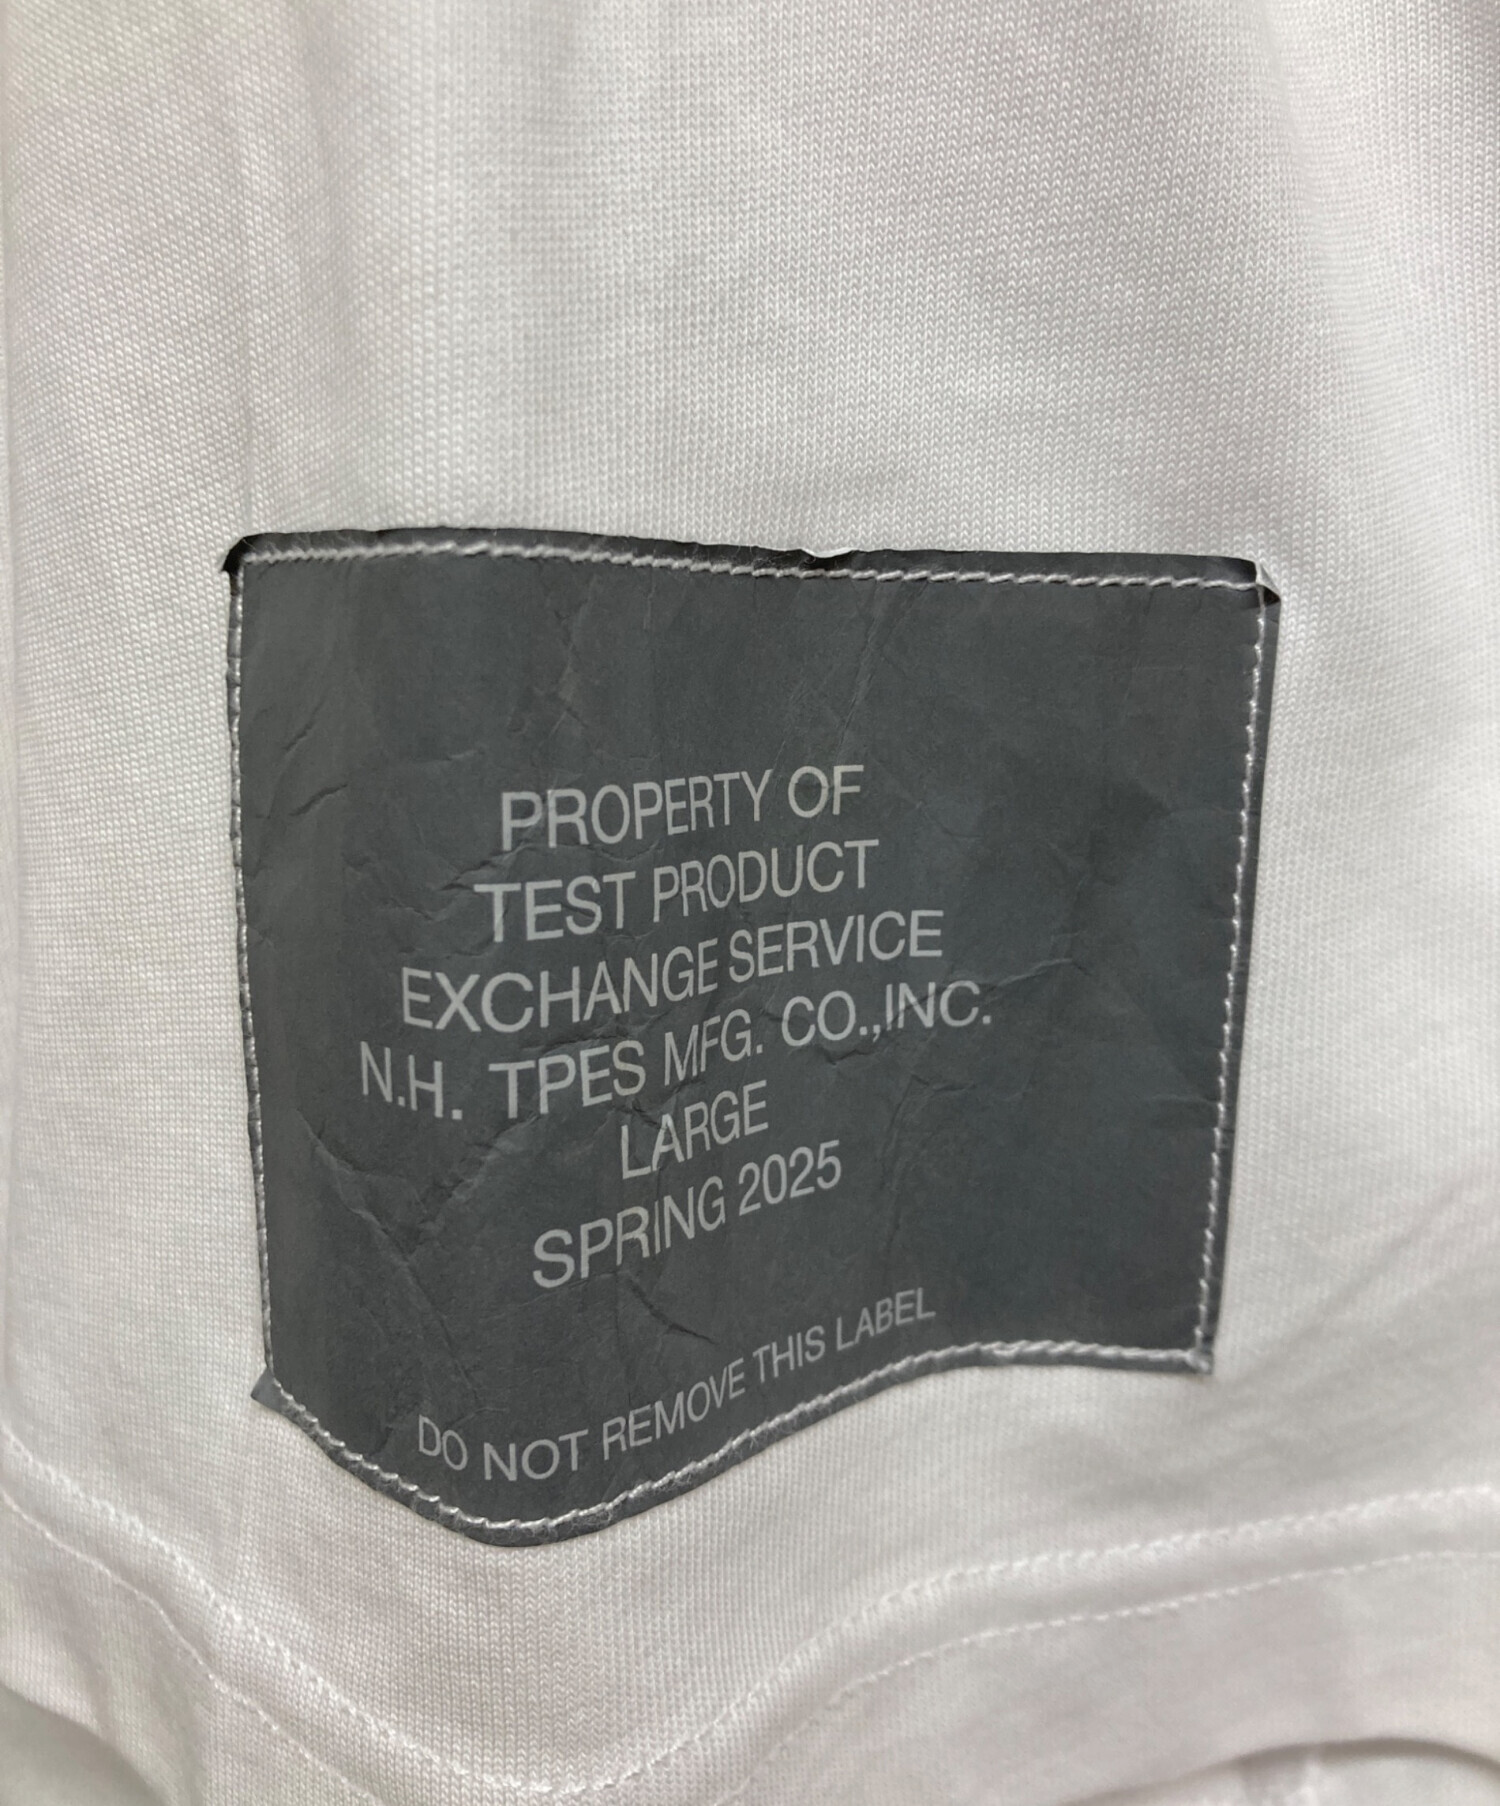 PROPERTY OF
TEST PRODUCT
EXCHANGE SERVICE
N.H. TPES MFG. CO.,INC.
LARGE
SPRING 2025
DO NOT REMOVE THIS LABEL